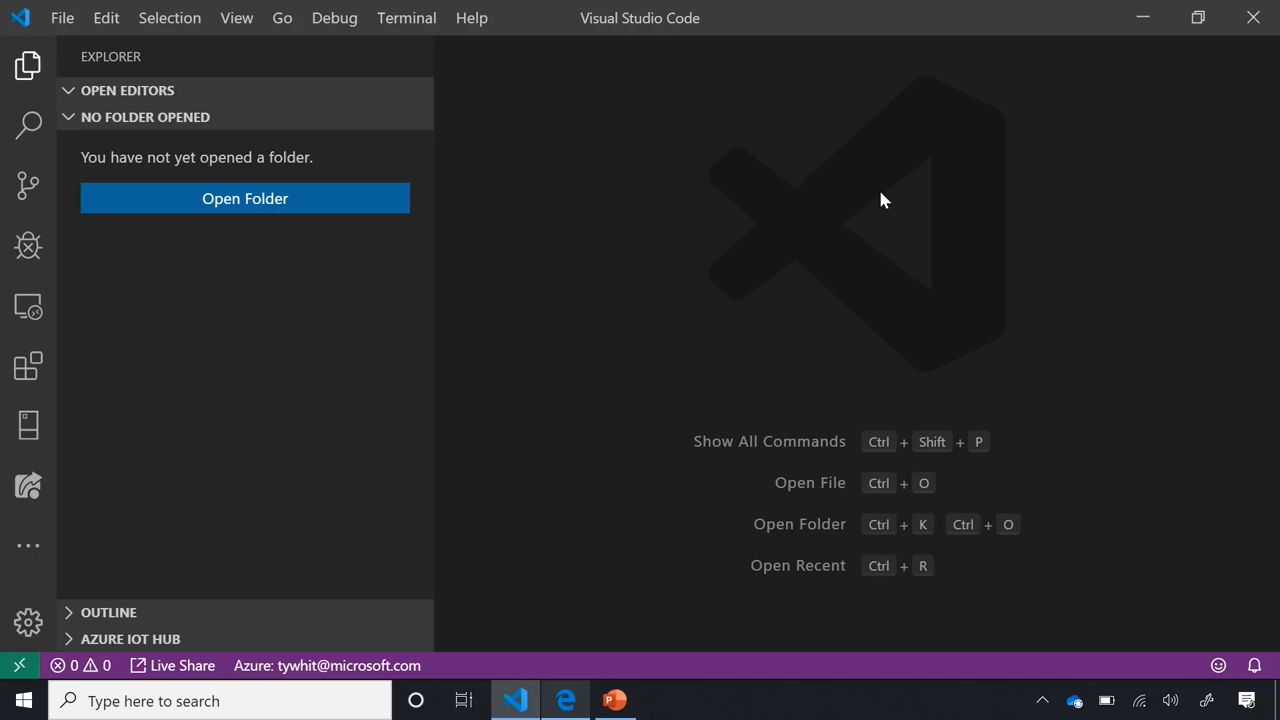 File Edit Selection View Go Debug Terminal Help Visual Studio Code
EXPLORER
OPEN EDITORS
NO FOLDER OPENED
You have not yet opened a folder.
Open Folder
Show All Commands Ctrl + Shift + P
Open File Ctrl + O
Open Folder Ctrl + K Ctrl + O
Open Recent Ctrl + R
OUTLINE
AZURE IOT HUB
0 0 Live Share Azure: tywhit@microsoft.com
Type here to search